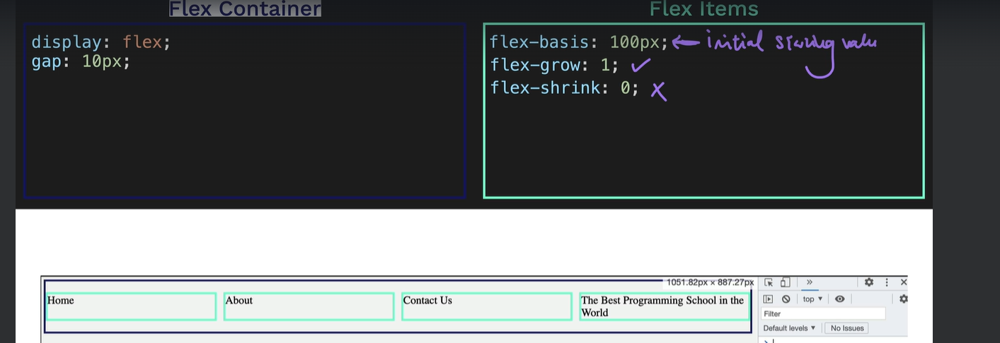 Flex Container
Flex Items
display: flex;
gap: 10px;
flex-basis: 100px; ← initial starting value
flex-grow: 1; ✓
flex-shrink: 0; X
1051.82px × 887.27px
Home
About
Contact Us
The Best Programming School in the
World
top ▼
Filter
Default levels ▼
No Issues